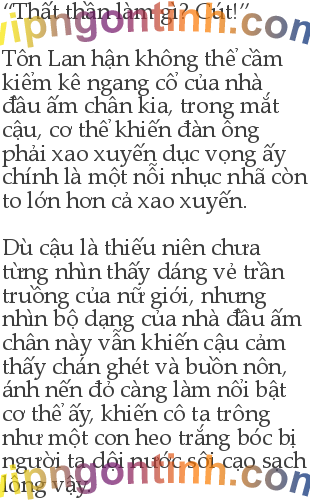 “Thất thần làm gì? Cút!”
vipngontinh.com
Tôn Lan hận không thể cầm
kiểm kê ngang cổ của nhà
đầu ấm chân kia, trong mắt
cậu, cơ thể khiến đàn ông
phải xao xuyến dục vọng ấy
chính là một nỗi nhục nhã còn
to lớn hơn cả xao xuyến.
Dù cậu là thiếu niên chưa
từng nhìn thấy dáng vẻ trần
truồng của nữ giới, nhưng
nhìn bộ dạng của nhà đầu ấm
chân này vẫn khiến cậu cảm
thấy chán ghét và buồn nôn,
ánh nến đỏ càng làm nổi bật
cơ thể ấy, khiến cô ta trông
như một con heo trắng bóc bị
người ta dội nước sôi cạo sạch
vipngontinh.com
lông vậy.